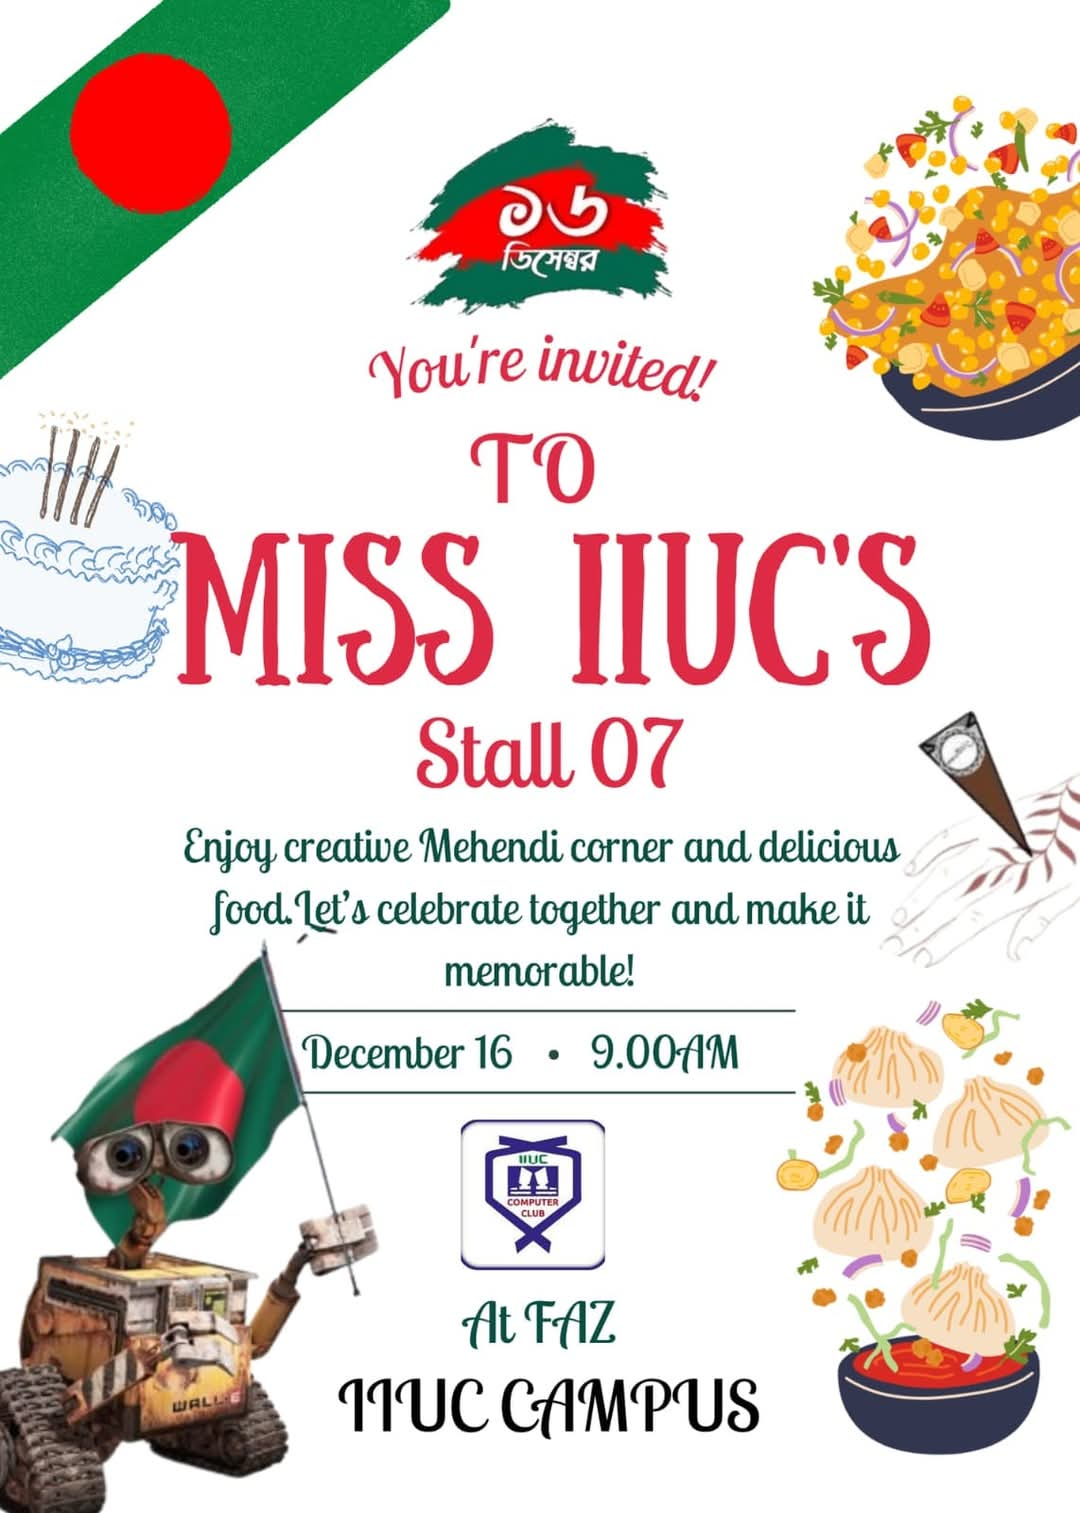 ১৬
ডিসেম্বর
You're invited!
TO
MISS IIUC'S
Stall 07
Enjoy creative Mehendi corner and delicious
food.Let's celebrate together and make it
memorable!
December 16 • 9.00AM
IIUC
COMPUTER
CLUB
At FAZ
IIUC CAMPUS
WALL•E